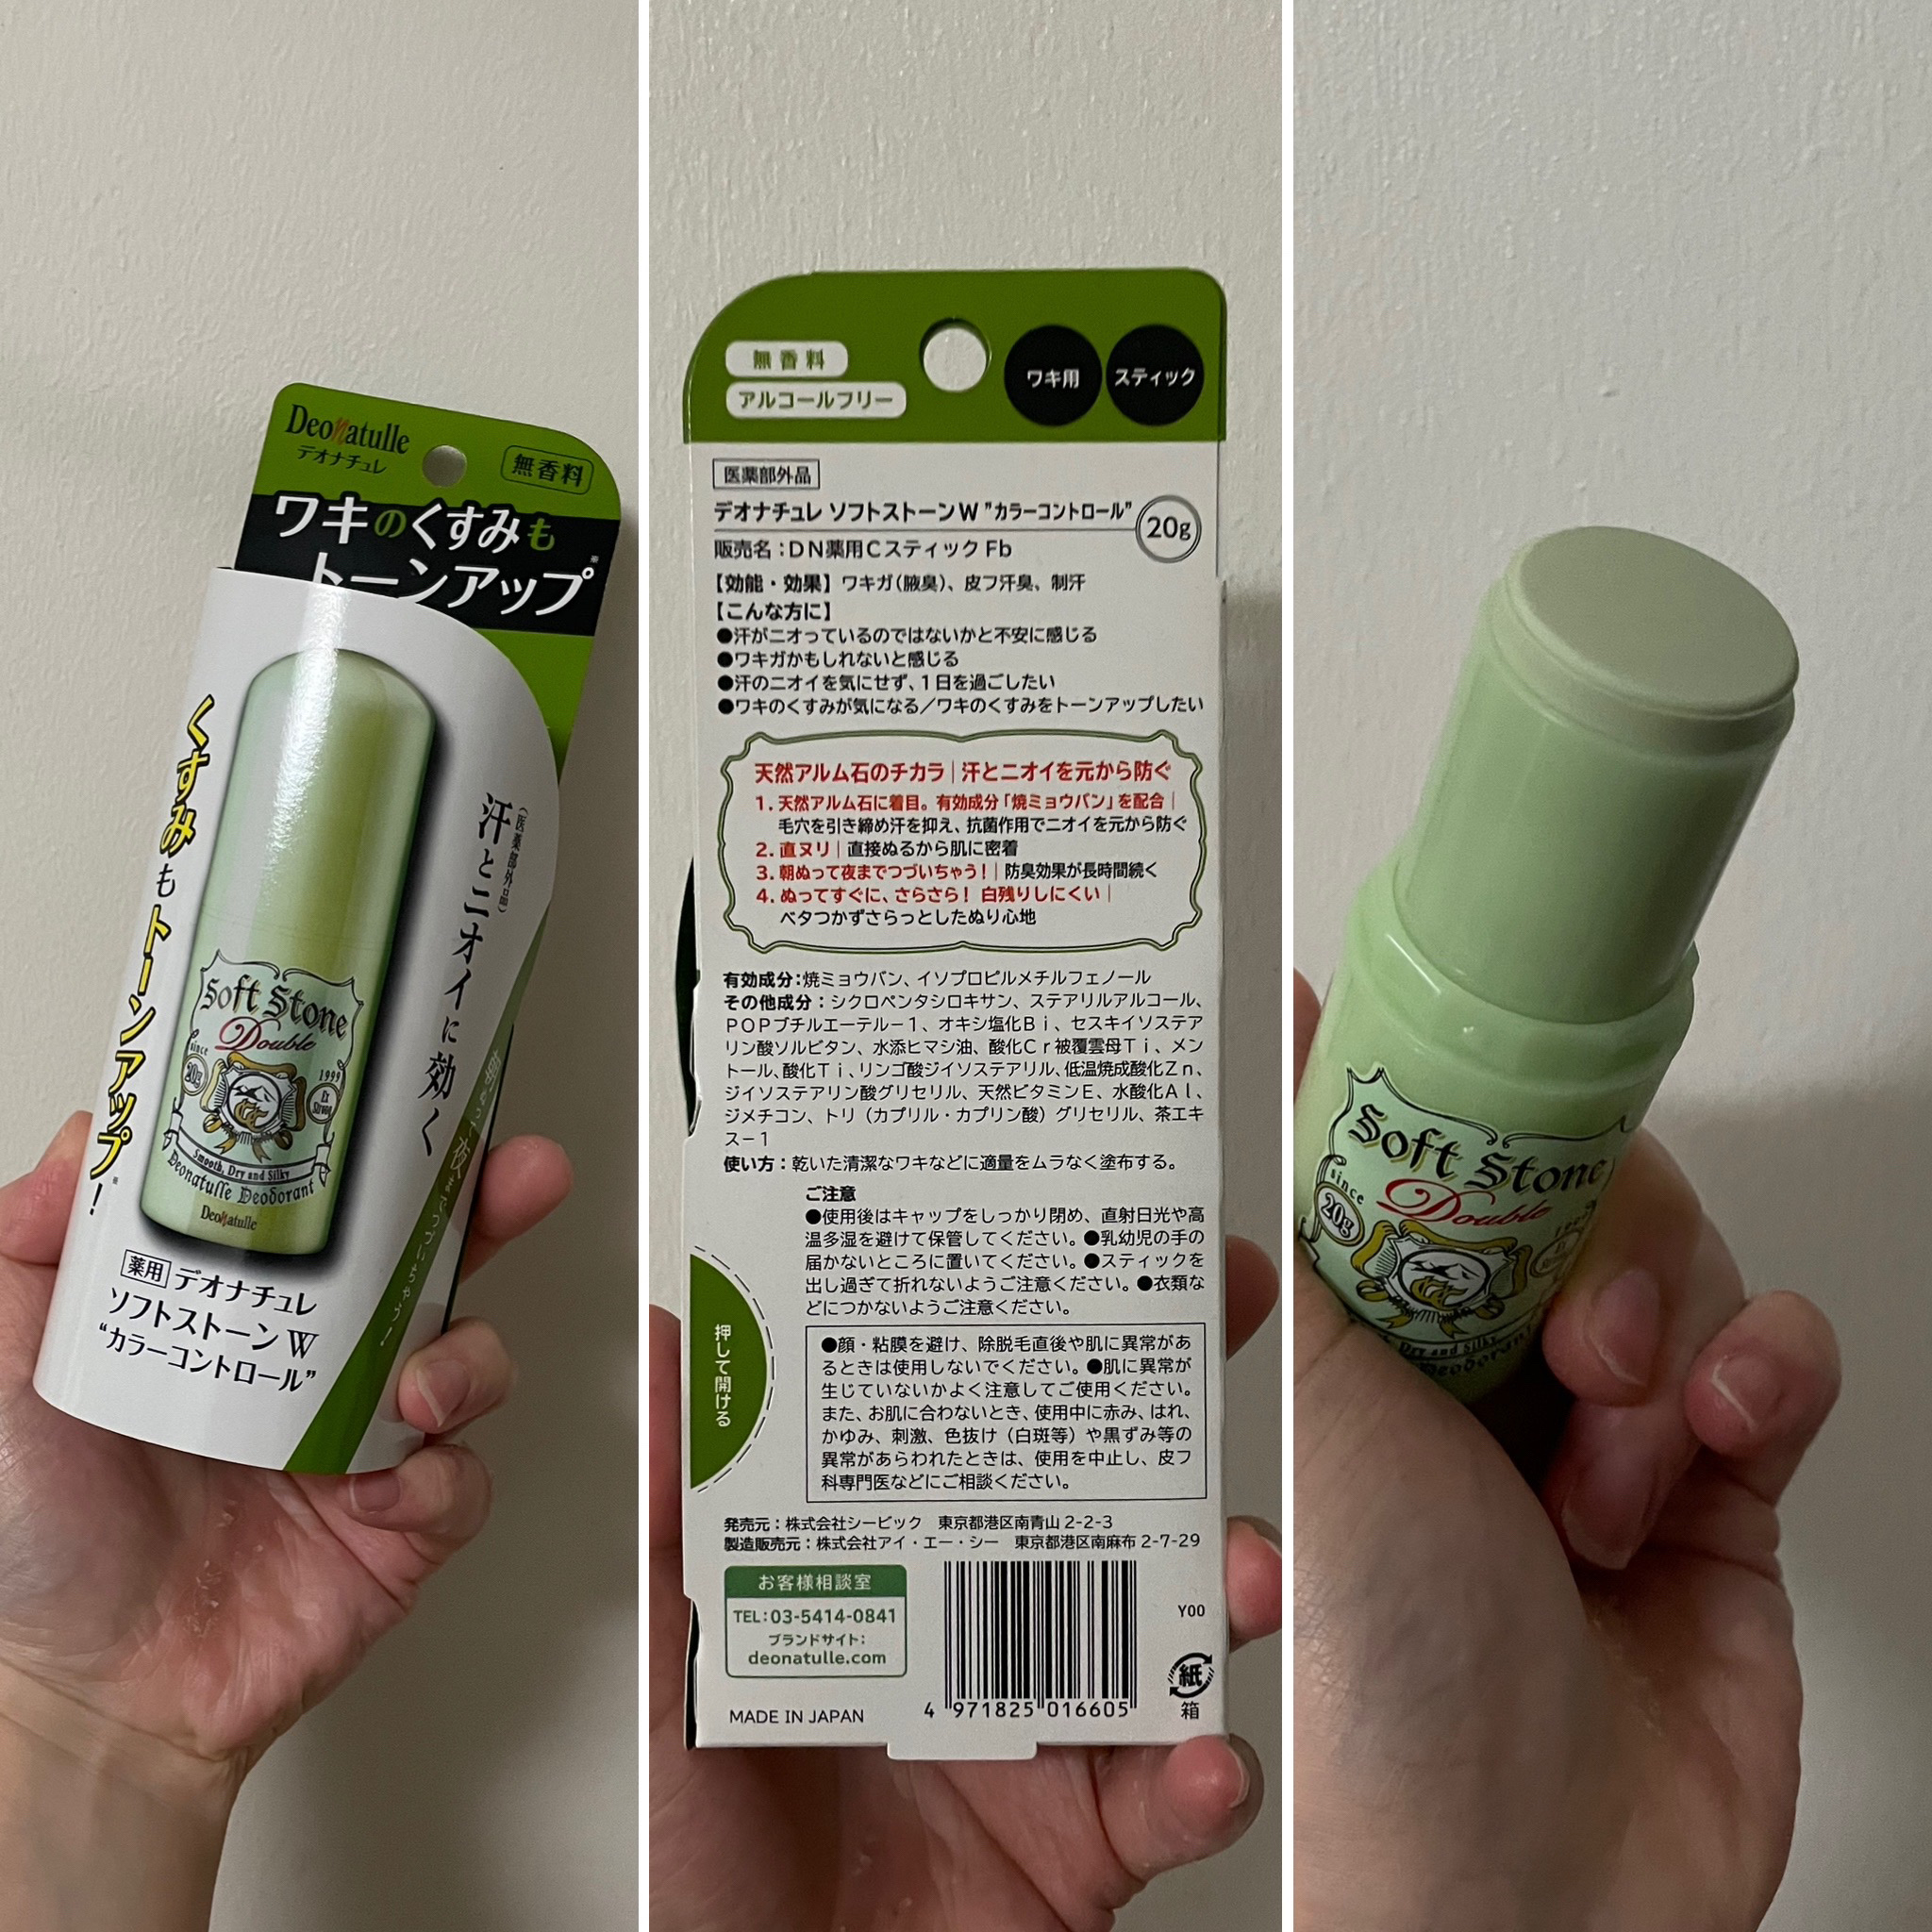 Deonatulle
デオナチュレ
無香料
ワキのくすみも
トーンアップ※
くすみもトーンアップ※！
(医薬部外品)
汗とニオイに効く
朝ぬって夜までつづいちゃう！
Soft Stone
Double
since
1999
20g
Ex
Strong
Smooth, Dry and Silky
Deonatulle Deodorant
Deonatulle
薬用 デオナチュレ
ソフトストーンW
“カラーコントロール”
無香料
アルコールフリー
ワキ用
スティック
医薬部外品
デオナチュレ ソフトストーンW ”カラーコントロール”
20g
販売名：DN薬用CスティックFb
【効能・効果】ワキガ(腋臭)、皮フ汗臭、制汗
【こんな方に】
●汗がニオっているのではないかと不安に感じる
●ワキガかもしれないと感じる
●汗のニオイを気にせず、1日を過ごしたい
●ワキのくすみが気になる／ワキのくすみをトーンアップしたい
天然アルム石のチカラ｜汗とニオイを元から防ぐ
1. 天然アルム石に着目。有効成分「焼ミョウバン」を配合｜
毛穴を引き締め汗を抑え、抗菌作用でニオイを元から防ぐ
2. 直ヌリ｜直接ぬるから肌に密着
3. 朝ぬって夜までつづいちゃう！｜防臭効果が長時間続く
4. ぬってすぐに、さらさら！ 白残りしにくい｜
ベタつかずさらっとしたぬり心地
有効成分：焼ミョウバン、イソプロピルメチルフェノール
その他成分：シクロペンタシロキサン、ステアリルアルコール、
POPブチルエーテル－1、オキシ塩化Bi、セスキイソステア
リン酸ソルビタン、水添ヒマシ油、酸化Cr被覆雲母Ti、メン
トール、酸化Ti、リンゴ酸ジイソステアリル、低温焼成酸化Zn、
ジイソステアリン酸グリセリル、天然ビタミンE、水酸化Al、
ジメチコン、トリ（カプリル・カプリン酸）グリセリル、茶エキ
ス－1
使い方：乾いた清潔なワキなどに適量をムラなく塗布する。
ご注意
●使用後はキャップをしっかり閉め、直射日光や高
温多湿を避けて保管してください。●乳幼児の手の
届かないところに置いてください。●スティックを
出し過ぎて折れないようご注意ください。●衣類な
どにつかないようご注意ください。
●顔・粘膜を避け、除脱毛直後や肌に異常があ
るときは使用しないでください。●肌に異常が
生じていないかよく注意してご使用ください。
また、お肌に合わないとき、使用中に赤み、はれ、
かゆみ、刺激、色抜け（白斑等）や黒ずみ等の
異常があらわれたときは、使用を中止し、皮フ
科専門医などにご相談ください。
押して開ける
発売元：株式会社シービック　東京都港区南青山 2-2-3
製造販売元：株式会社アイ・エー・シー　東京都港区南麻布 2-7-29
お客様相談室
TEL：03-5414-0841
ブランドサイト：
deonatulle.com
MADE IN JAPAN
4 971825 016605
Y00
紙
箱
Soft Stone
Double
since
20g
Dry and Silky
Deodorant